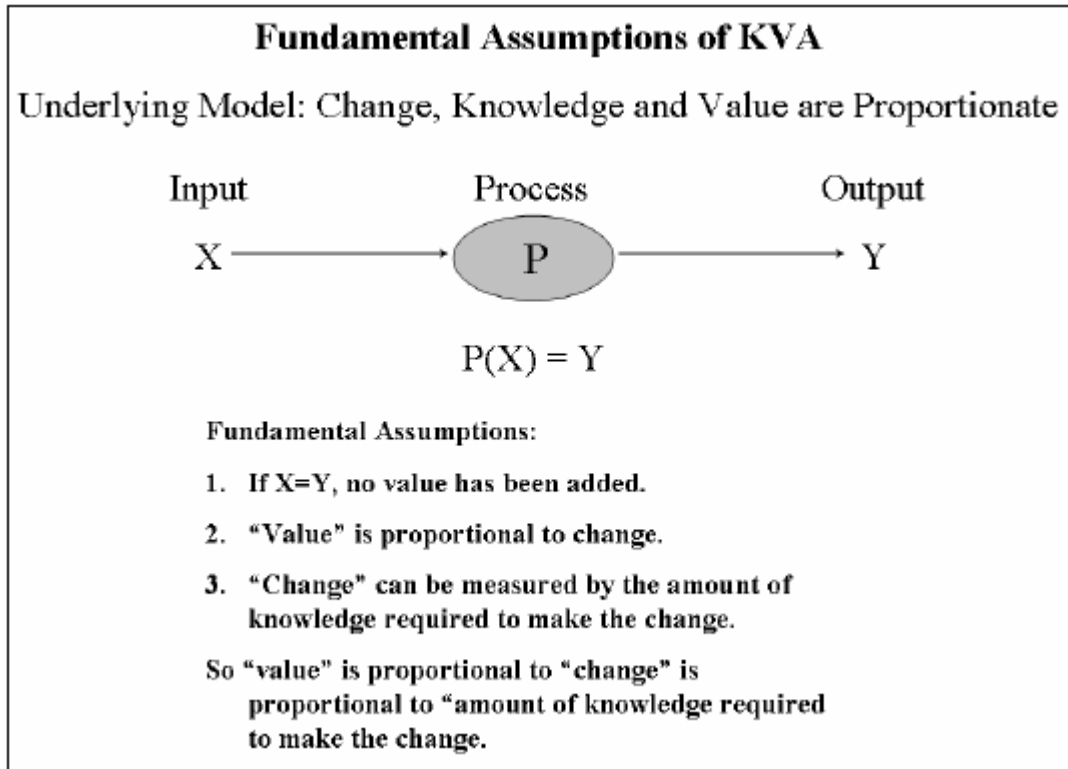 Fundamental Assumptions of KVA
Underlying Model: Change, Knowledge and Value are Proportionate
Input Process Output
X P Y
P(X) = Y
Fundamental Assumptions:
1. If X=Y, no value has been added.
2. “Value” is proportional to change.
3. “Change” can be measured by the amount of
knowledge required to make the change.
So “value” is proportional to “change” is
proportional to “amount of knowledge required
to make the change.